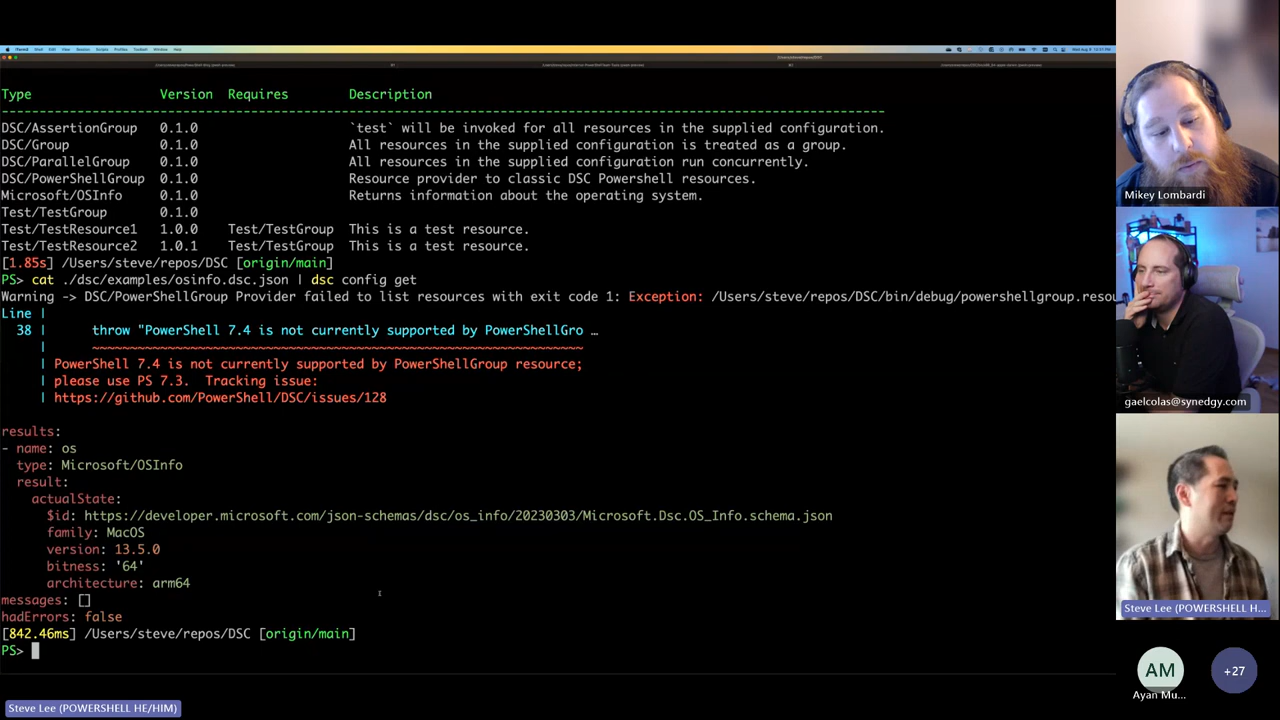 Type Version Requires Description
DSC/AssertionGroup 0.1.0 `test` will be invoked for all resources in the supplied configuration.
DSC/Group 0.1.0 All resources in the supplied configuration is treated as a group.
DSC/ParallelGroup 0.1.0 All resources in the supplied configuration run concurrently.
DSC/PowerShellGroup 0.1.0 Resource provider to classic DSC Powershell resources.
Microsoft/OSInfo 0.1.0 Returns information about the operating system.
Test/TestGroup 0.1.0
Test/TestResource1 1.0.0 Test/TestGroup This is a test resource.
Test/TestResource2 1.0.1 Test/TestGroup This is a test resource.
[1.85s] /Users/steve/repos/DSC [origin/main]
PS> cat ./dsc/examples/osinfo.dsc.json | dsc config get
Warning -> DSC/PowerShellGroup Provider failed to list resources with exit code 1: Exception: /Users/steve/repos/DSC/bin/debug/powershellgroup.resou
Line |
38 | throw "PowerShell 7.4 is not currently supported by PowerShellGro …
| ~~~~~~~~~~~~~~~~~~~~~~~~~~~~~~~~~~~~~~~~~~~~~~~~~~~~~~~~~~~~~~~~~
| PowerShell 7.4 is not currently supported by PowerShellGroup resource;
| please use PS 7.3. Tracking issue:
| https://github.com/PowerShell/DSC/issues/128
results:
- name: os
type: Microsoft/OSInfo
result:
actualState:
$id: https://developer.microsoft.com/json-schemas/dsc/os_info/20230303/Microsoft.Dsc.OS_Info.schema.json
family: MacOS
version: 13.5.0
bitness: '64'
architecture: arm64
messages: []
hadErrors: false
[842.46ms] /Users/steve/repos/DSC [origin/main]
PS>
Steve Lee (POWERSHELL HE/HIM)
Mikey Lombardi
gaelcolas@synedgy.com
Steve Lee (POWERSHELL H...
AM
Ayan Mu...
+27